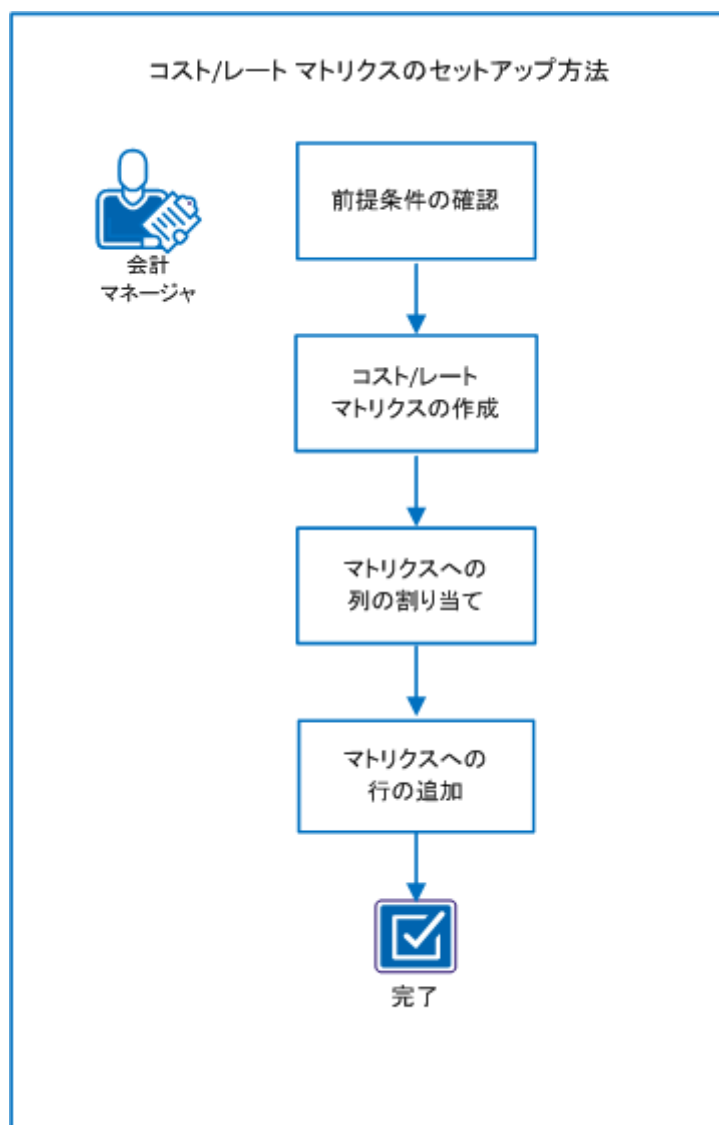 コスト/レート マトリクスのセットアップ方法
会計
マネージャ
前提条件の確認
コスト/レート
マトリクスの作成
マトリクスへの
列の割り当て
マトリクスへの
行の追加
完了